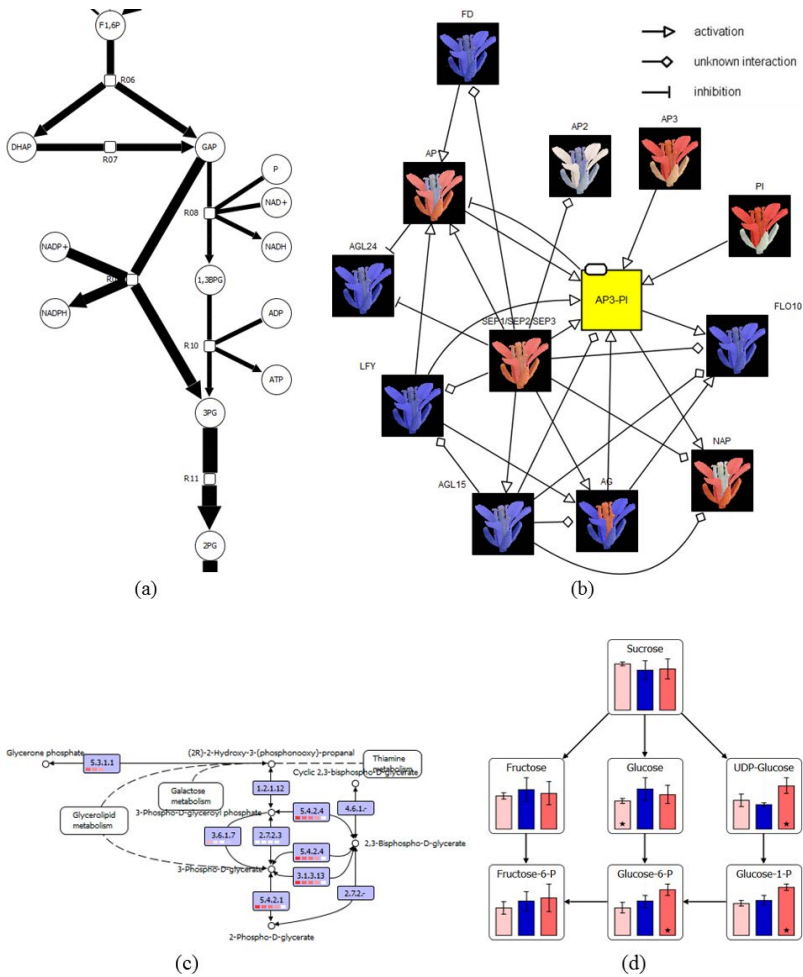 F1,6P
R06
DHAP
R07
GAP
P
R08
NAD+
NADH
NADP+
NADPH
1,3BPG
ADP
R10
ATP
3PG
R11
2PG
(a)
FD
activation
unknown interaction
inhibition
AP2
AP3
PI
AGL24
AP3-PI
SEP1/SEP2/SEP3
FLO10
LFY
NAP
AGL15
AG
(b)
Glycerone phosphate
5.3.1.1
(2R)-2-Hydroxy-3-(phosphonooxy)-propanal
Thiamine
metabolism
Cyclic 2,3-bisphospho-D-glycerate
1.2.1.12
Galactose
metabolism
4.6.1.-
Glycerolipid
metabolism
3-Phospho-D-glyceroyl phosphate
5.4.2.4
3.6.1.7
2.7.2.3
2,3-Bisphospho-D-glycerate
5.4.2.4
3-Phospho-D-glycerate
3.1.3.13
5.4.2.1
2.7.2.-
2-Phospho-D-glycerate
(c)
Sucrose
Fructose
Glucose
UDP-Glucose
Fructose-6-P
Glucose-6-P
Glucose-1-P
(d)